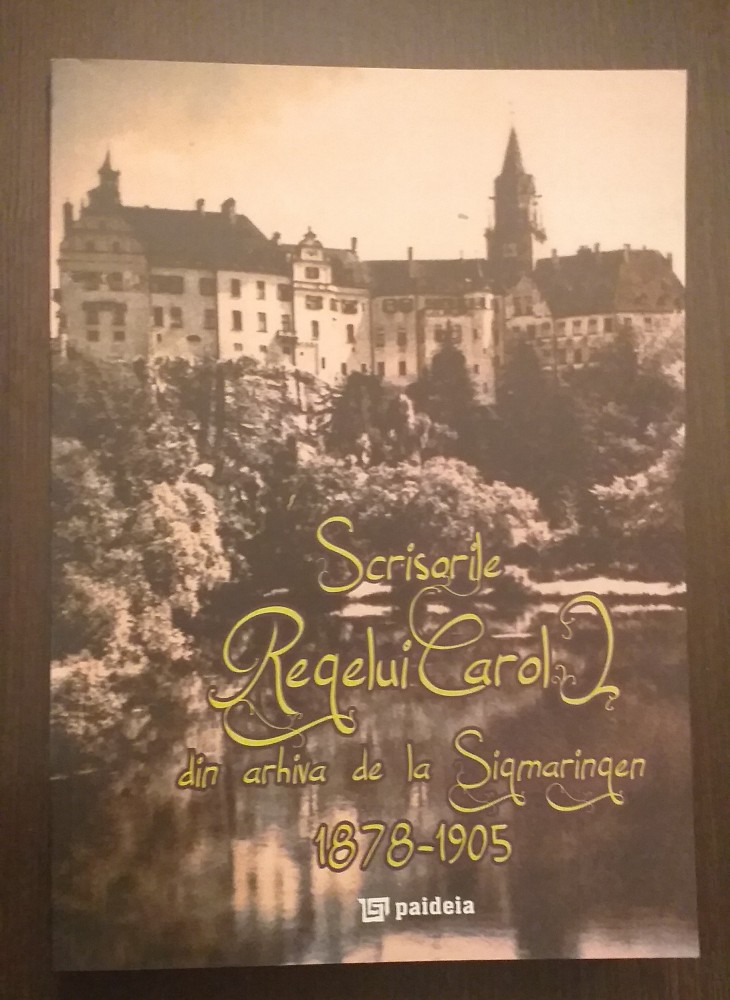 Scrisorile
Regelui Carol I
din arhiva de la Sigmaringen
1878-1905
paideia